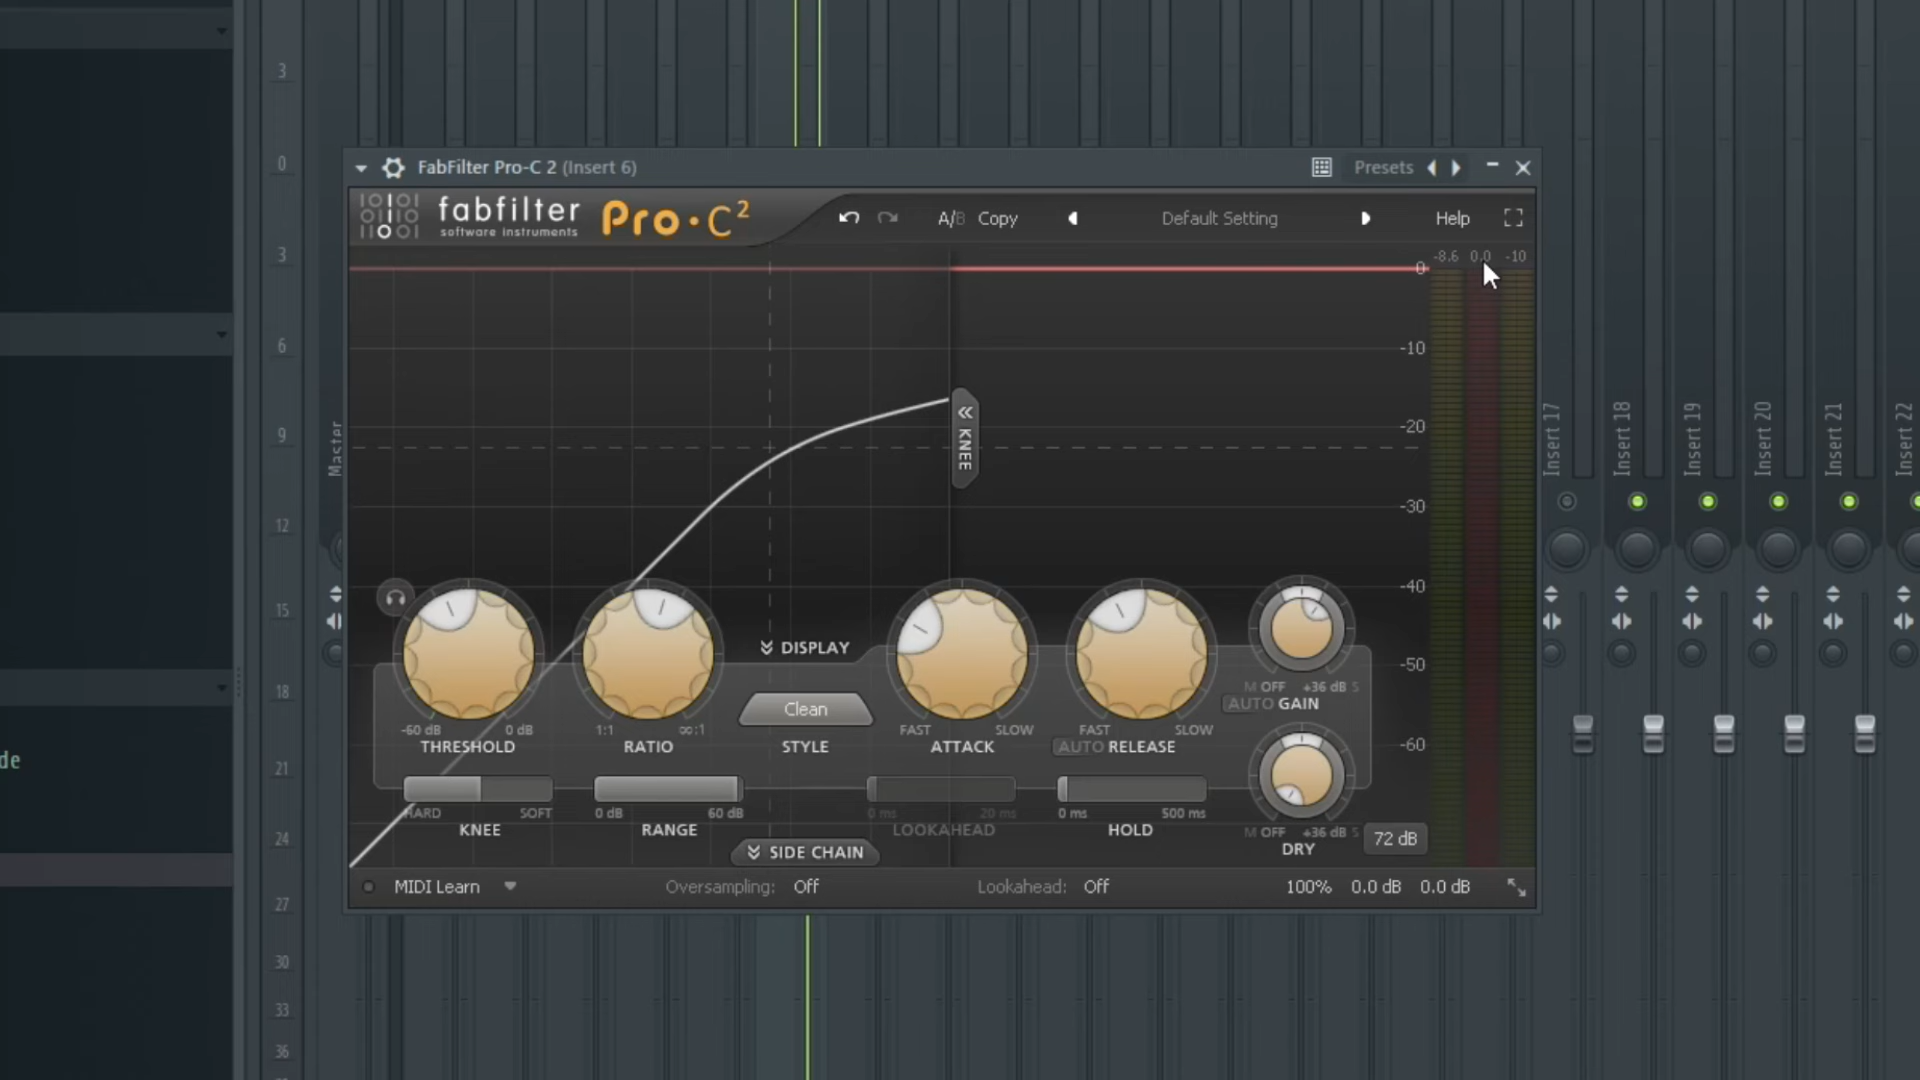 FabFilter Pro-C 2 (Insert 6)
Presets
fabfilter
software instruments
Pro·C²
A/B Copy
Default Setting
Help
-8.6 0.0 -10
0
-10
-20
-30
-40
-50
-60
« KNEE
DISPLAY
-60 dB 0 dB
THRESHOLD
1:1 ∞:1
RATIO
Clean
STYLE
FAST SLOW
ATTACK
FAST SLOW
AUTO RELEASE
M OFF +36 dB S
AUTO GAIN
HARD SOFT
KNEE
0 dB 60 dB
RANGE
0 ms 20 ms
LOOKAHEAD
0 ms 500 ms
HOLD
M OFF +36 dB S
DRY
72 dB
SIDE CHAIN
MIDI Learn
Oversampling: Off
Lookahead: Off
100% 0.0 dB 0.0 dB
3
0
3
6
9
12
15
18
21
24
27
30
33
36
Master
Insert 17
Insert 18
Insert 19
Insert 20
Insert 21
Insert 22
de